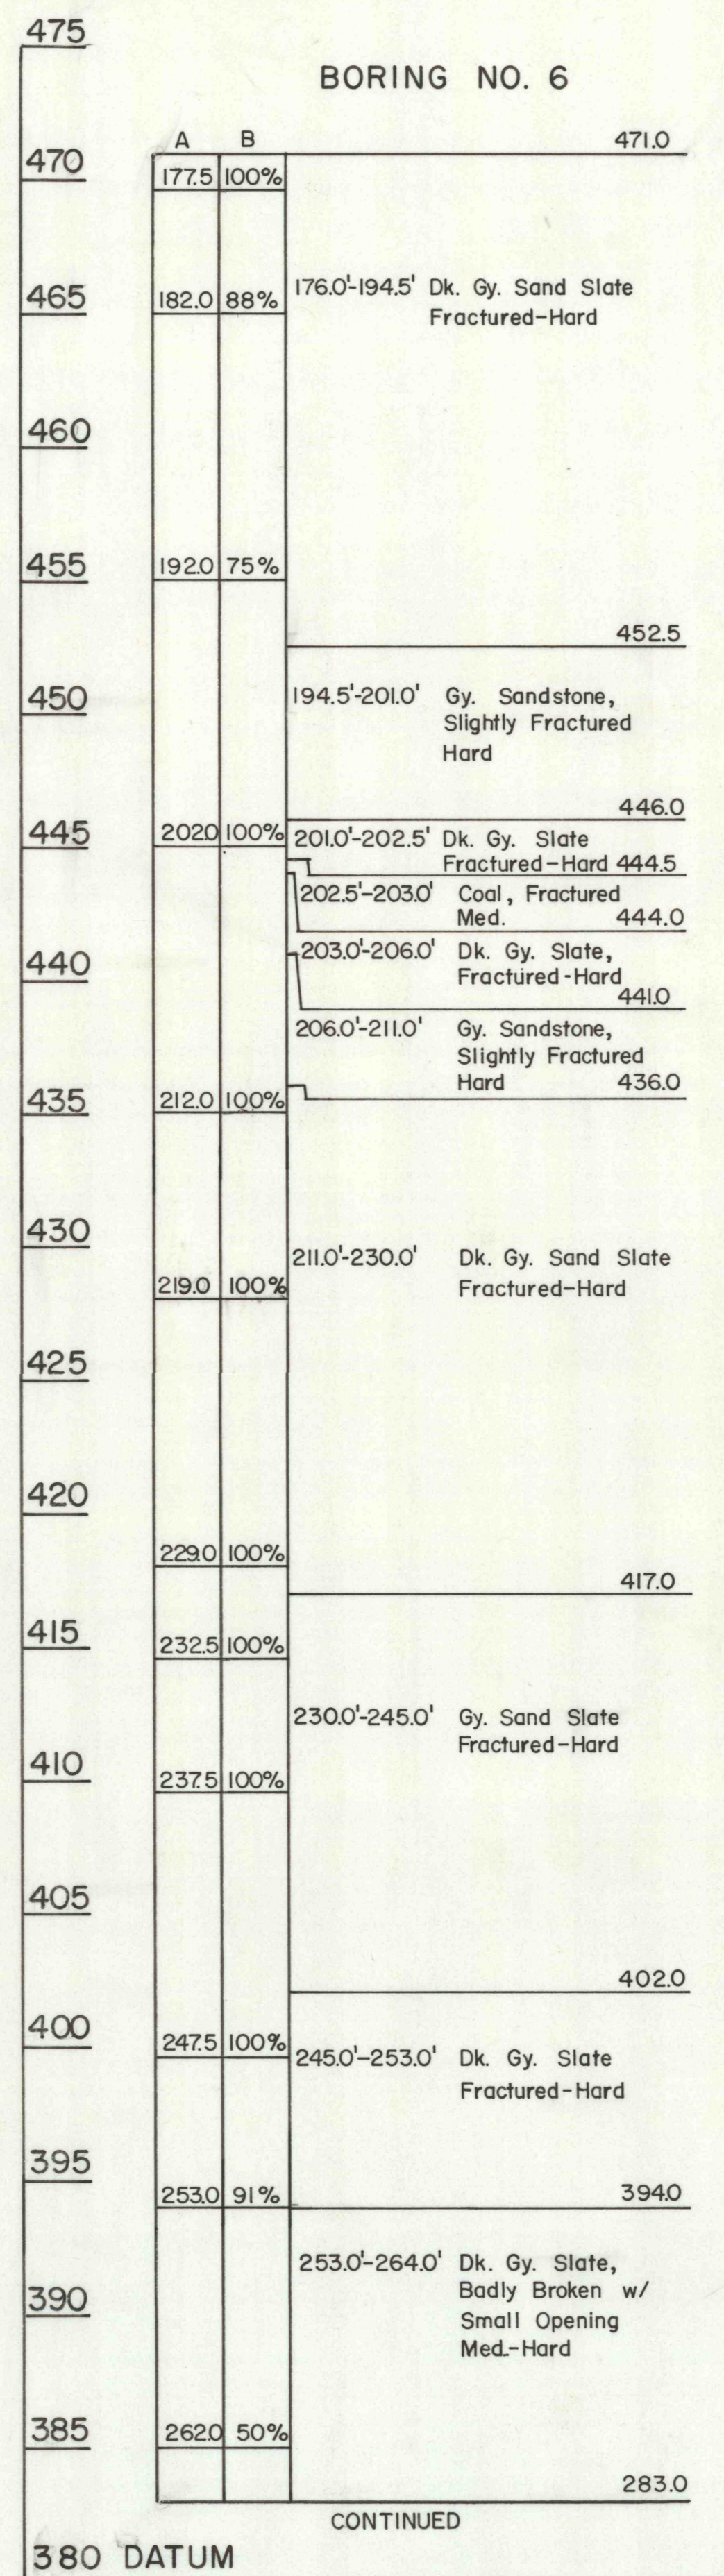 475
BORING NO. 6
A B 471.0
470
177.5 100%
465
182.0 88%
176.0'-194.5' Dk. Gy. Sand Slate
Fractured-Hard
460
455
192.0 75%
452.5
450
194.5'-201.0' Gy. Sandstone,
Slightly Fractured
Hard
446.0
445
202.0 100%
201.0'-202.5' Dk. Gy. Slate
Fractured-Hard 444.5
202.5'-203.0' Coal, Fractured
Med. 444.0
440
203.0'-206.0' Dk. Gy. Slate,
Fractured-Hard
441.0
206.0'-211.0' Gy. Sandstone,
Slightly Fractured
Hard 436.0
435
212.0 100%
430
211.0'-230.0' Dk. Gy. Sand Slate
Fractured-Hard
219.0 100%
425
420
229.0 100%
417.0
415
232.5 100%
230.0'-245.0' Gy. Sand Slate
Fractured-Hard
410
237.5 100%
405
402.0
400
247.5 100%
245.0'-253.0' Dk. Gy. Slate
Fractured-Hard
395
253.0 91%
394.0
253.0'-264.0' Dk. Gy. Slate,
Badly Broken w/
Small Opening
Med.-Hard
390
385
262.0 50%
283.0
CONTINUED
380 DATUM